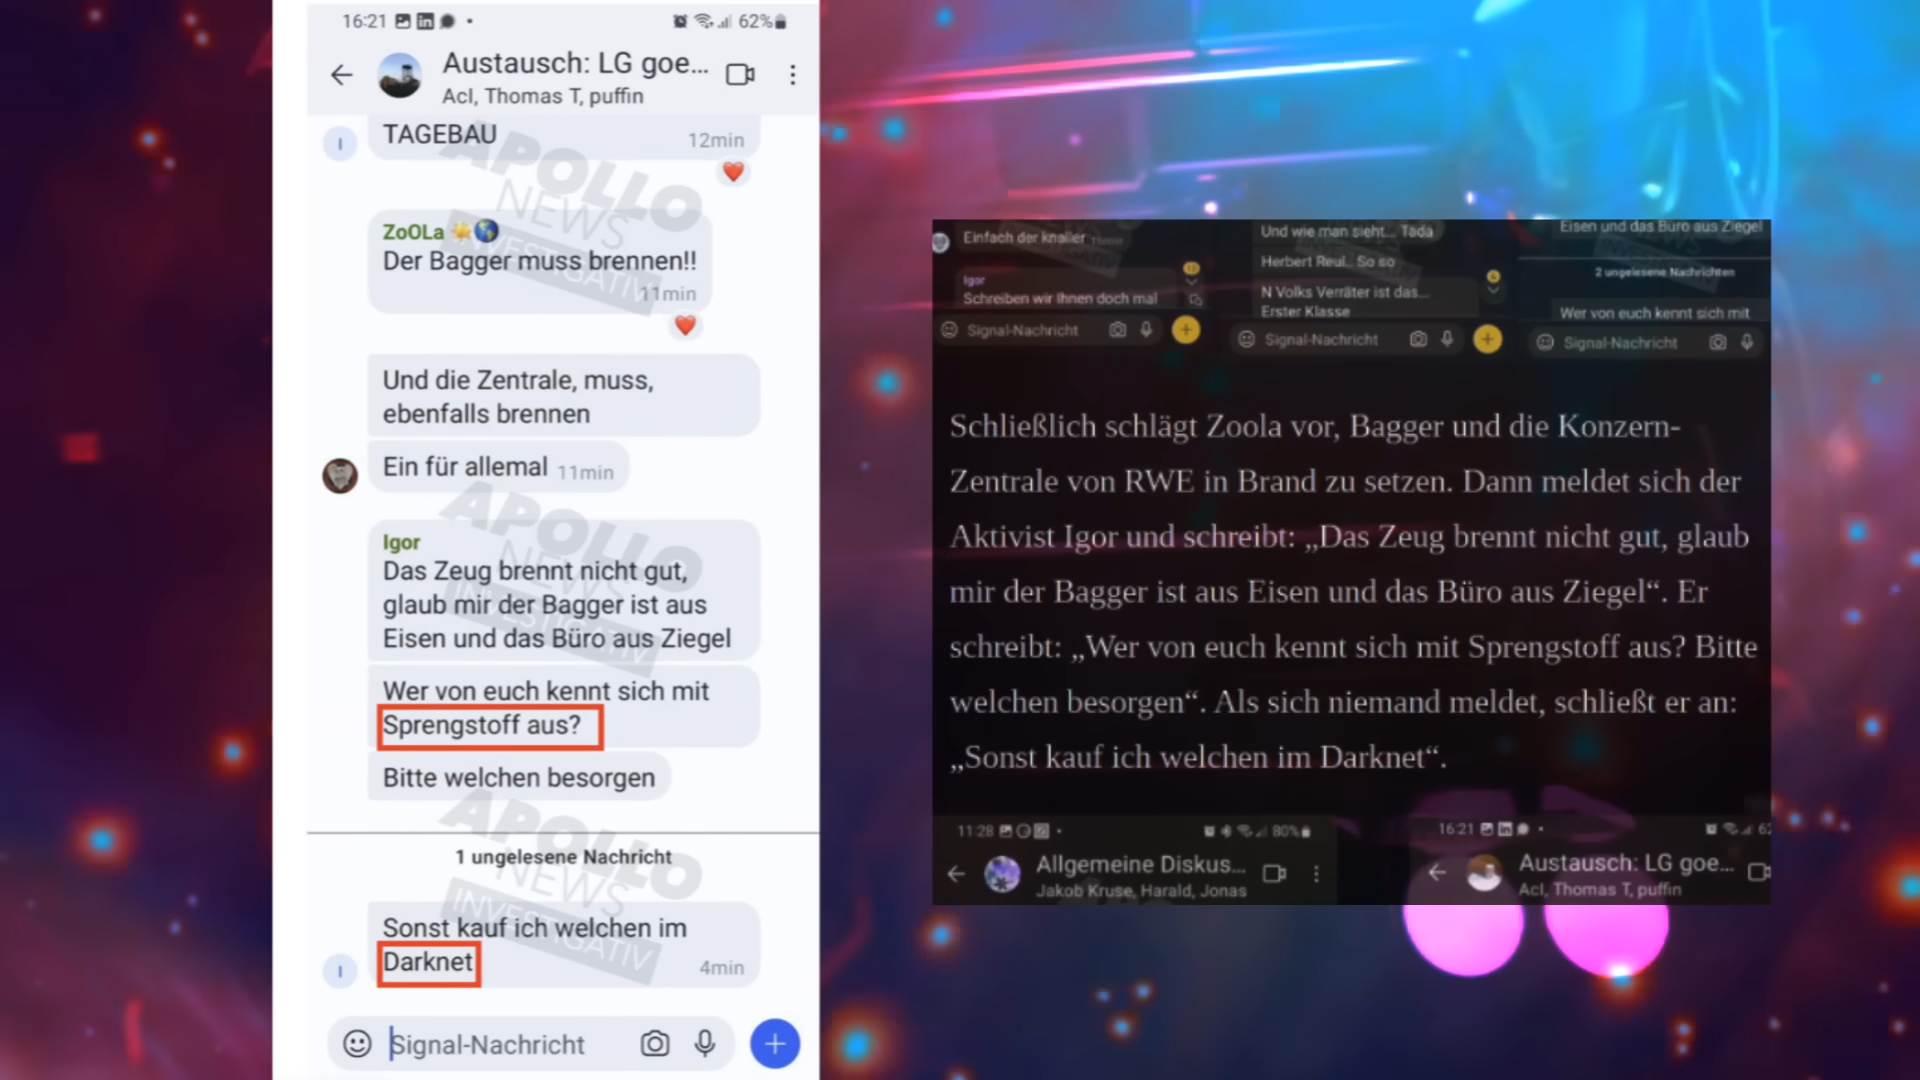 16:21
62%
Austausch: LG goe...
Acl, Thomas T, puffin
TAGEBAU
12min
ZoOLa
Der Bagger muss brennen!!
11min
Und die Zentrale, muss,
ebenfalls brennen
Ein für allemal 11min
Igor
Das Zeug brennt nicht gut,
glaub mir der Bagger ist aus
Eisen und das Büro aus Ziegel
Wer von euch kennt sich mit
Sprengstoff aus?
Bitte welchen besorgen
1 ungelesene Nachricht
Sonst kauf ich welchen im
Darknet
4min
Signal-Nachricht
APOLLO
NEWS
INVESTIGATIV
APOLLO
NEWS
INVESTIGATIV
APOLLO
NEWS
INVESTIGATIV
Einfach der knaller
Igor
Schreiben wir Ihnen doch mal
Signal-Nachricht
Und wie man sieht... Tada
Herbert Reul.. So so
N Volks Verräter ist das...
Erster Klasse
Signal-Nachricht
Eisen und das Büro aus Ziegel
2 ungelesene Nachrichten
Wer von euch kennt sich mit
Signal-Nachricht
Schließlich schlägt Zoola vor, Bagger und die Konzern-
Zentrale von RWE in Brand zu setzen. Dann meldet sich der
Aktivist Igor und schreibt: „Das Zeug brennt nicht gut, glaub
mir der Bagger ist aus Eisen und das Büro aus Ziegel“. Er
schreibt: „Wer von euch kennt sich mit Sprengstoff aus? Bitte
welchen besorgen“. Als sich niemand meldet, schließt er an:
„Sonst kauf ich welchen im Darknet“.
11:28
80%
Allgemeine Diskus...
Jakob Kruse, Harald, Jonas
16:21
Austausch: LG goe...
Acl, Thomas T, puffin